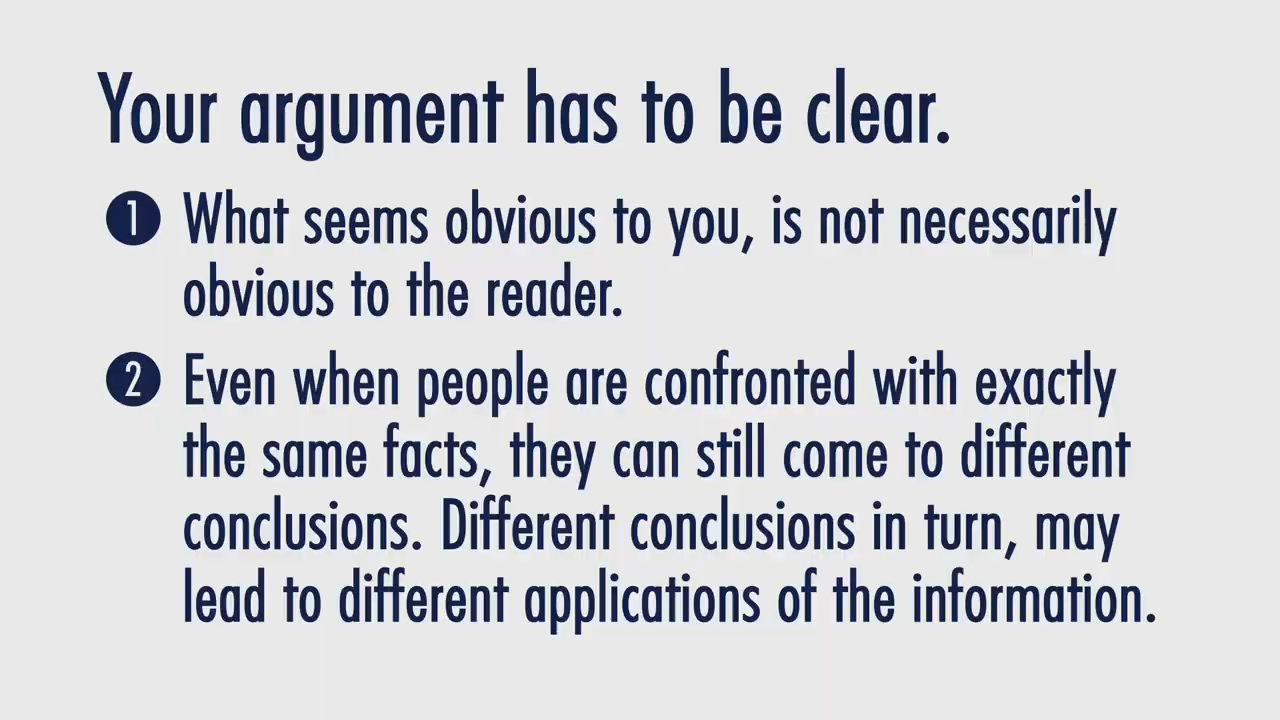 Your argument has to be clear.
1 What seems obvious to you, is not necessarily
obvious to the reader.
2 Even when people are confronted with exactly
the same facts, they can still come to different
conclusions. Different conclusions in turn, may
lead to different applications of the information.